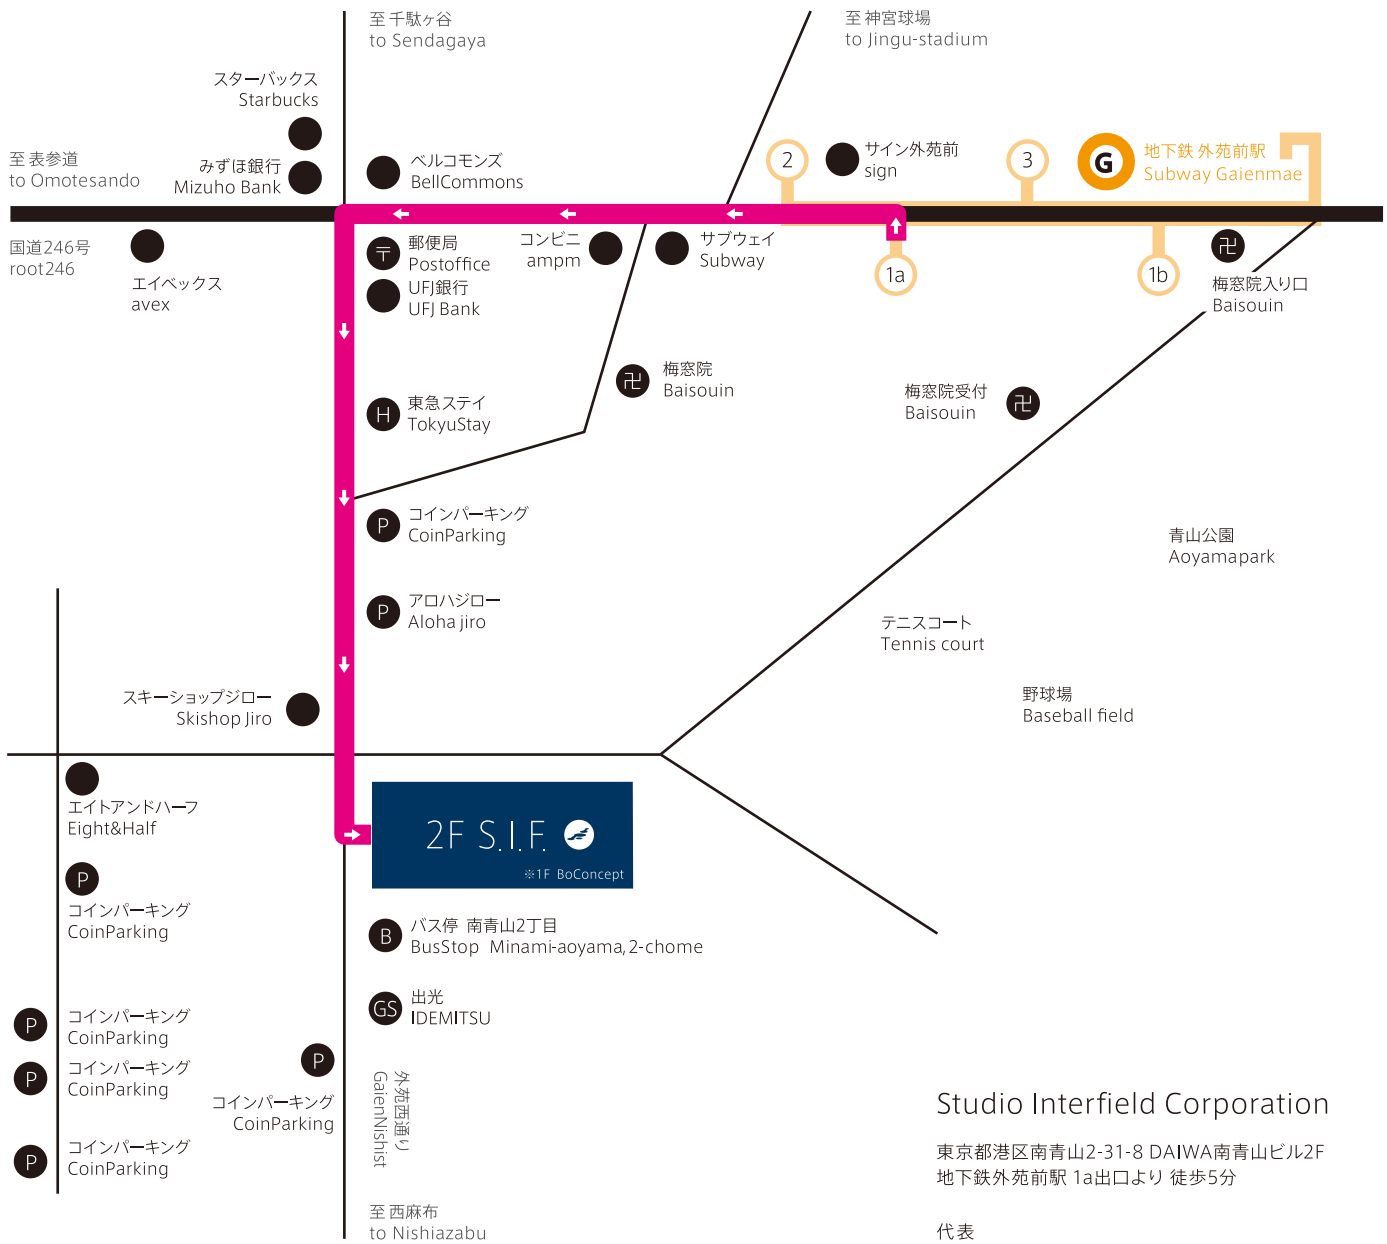 至 千駄ヶ谷
to Sendagaya
至 神宮球場
to Jingu-stadium
スターバックス
Starbucks
至 表参道
to Omotesando
みずほ銀行
Mizuho Bank
ベルコモンズ
BellCommons
2
サイン外苑前
sign
3
G
地下鉄 外苑前駅
Subway Gaienmae
国道246号
root246
エイベックス
avex
〒
郵便局
Postoffice
UFJ銀行
UFJ Bank
コンビニ
ampm
サブウェイ
Subway
1a
1b
卍
梅窓院入り口
Baisouin
卍
梅窓院
Baisouin
梅窓院受付
Baisouin
卍
H
東急ステイ
TokyuStay
P
コインパーキング
CoinParking
青山公園
Aoyamapark
P
アロハジロー
Aloha jiro
テニスコート
Tennis court
スキーショップジロー
Skishop Jiro
野球場
Baseball field
エイトアンドハーフ
Eight&Half
2F S.I.F.
※1F BoConcept
P
コインパーキング
CoinParking
B
バス停 南青山2丁目
BusStop Minami-aoyama,2-chome
GS
出光
IDEMITSU
P
コインパーキング
CoinParking
P
コインパーキング
CoinParking
P
コインパーキング
CoinParking
P
コインパーキング
CoinParking
外苑西通り
GaienNishist
至 西麻布
to Nishiazabu
Studio Interfield Corporation
東京都港区南青山2-31-8 DAIWA南青山ビル2F
地下鉄外苑前駅 1a出口より 徒歩5分
代表